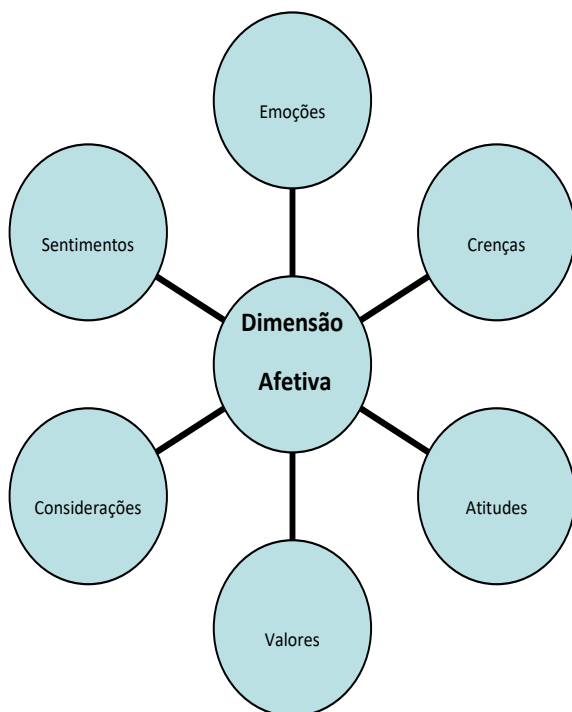 Emoções
Sentimentos
Crenças
Dimensão
Afetiva
Considerações
Atitudes
Valores